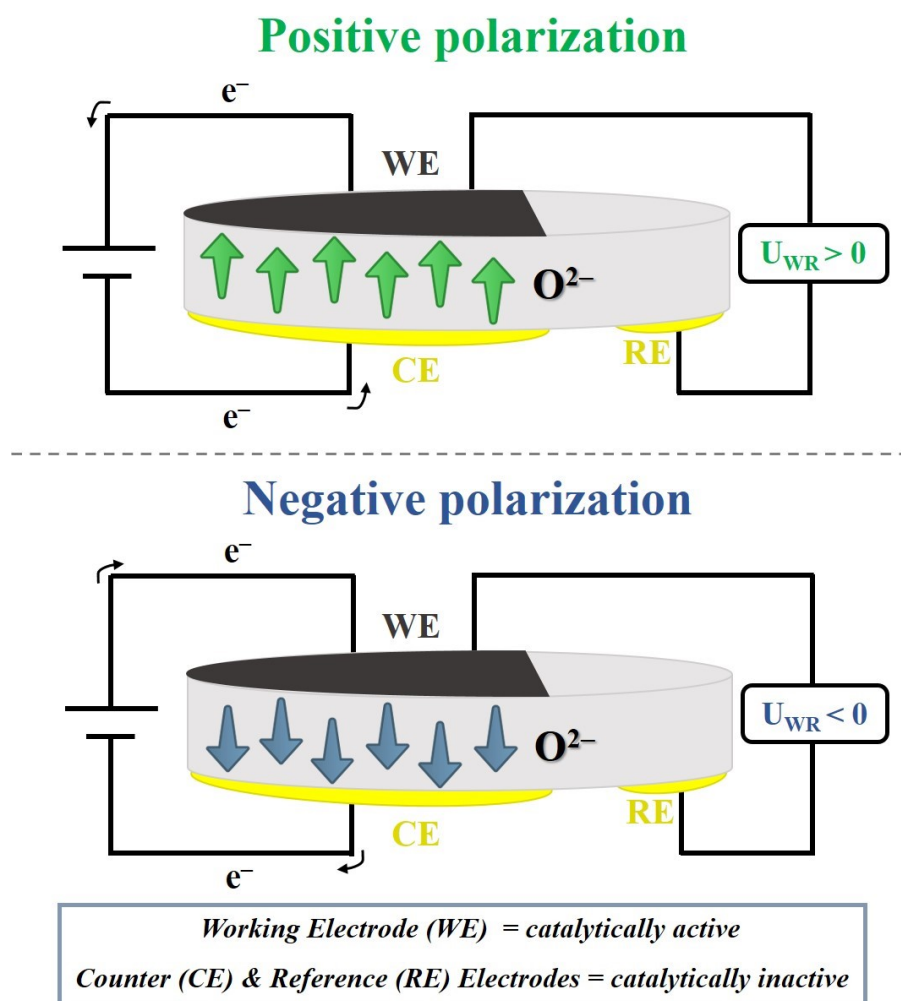 Positive polarization
e⁻
WE
U_WR > 0
O²⁻
CE
RE
e⁻
Negative polarization
e⁻
WE
U_WR < 0
O²⁻
CE
RE
e⁻
Working Electrode (WE) = catalytically active
Counter (CE) & Reference (RE) Electrodes = catalytically inactive